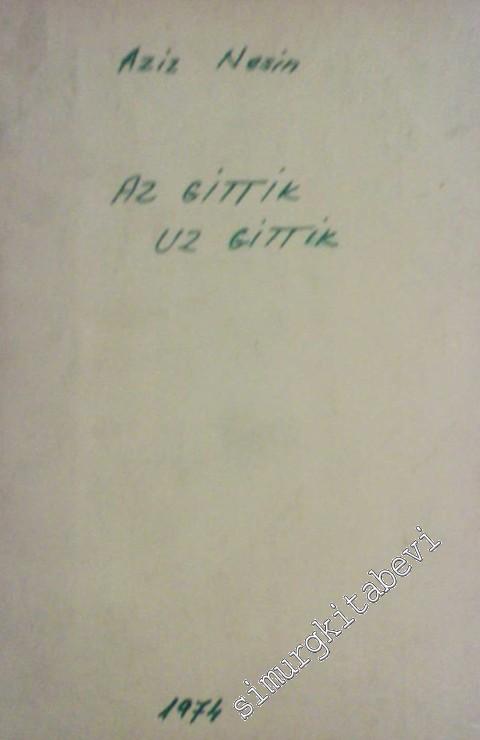 Aziz Nesin
AZ GİTTİK
UZ GİTTİK
simurgkitabevi
1974